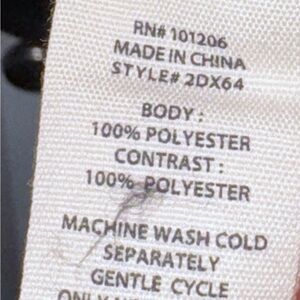 RN# 101206
MADE IN CHINA
STYLE# 2DX64
BODY :
100% POLYESTER
CONTRAST :
100% POLYESTER
MACHINE WASH COLD
SEPARATELY
GENTLE CYCLE
ONLY